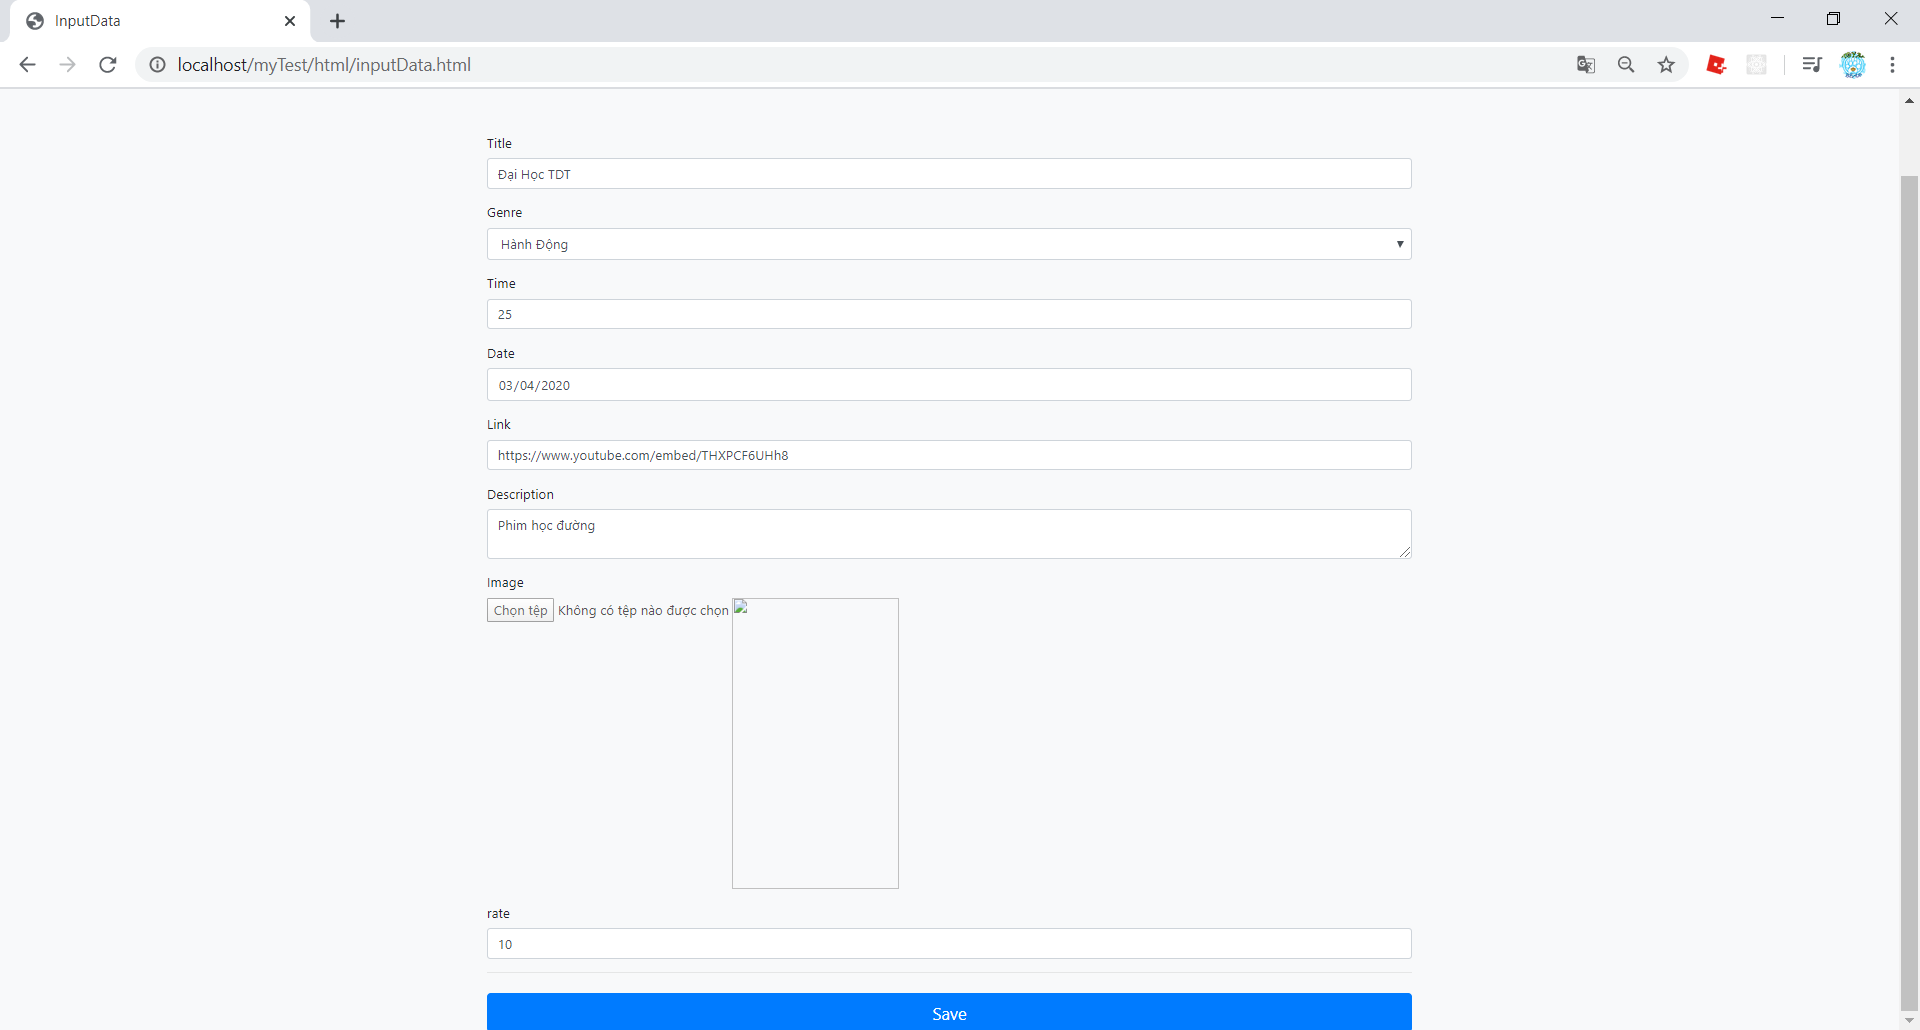 InputData
localhost/myTest/html/inputData.html
Title
Đại Học TDT
Genre
Hành Động
Time
25
Date
03/04/2020
Link
https://www.youtube.com/embed/THXPCF6UHh8
Description
Phim học đường
Image
Chọn tệp Không có tệp nào được chọn
rate
10
Save